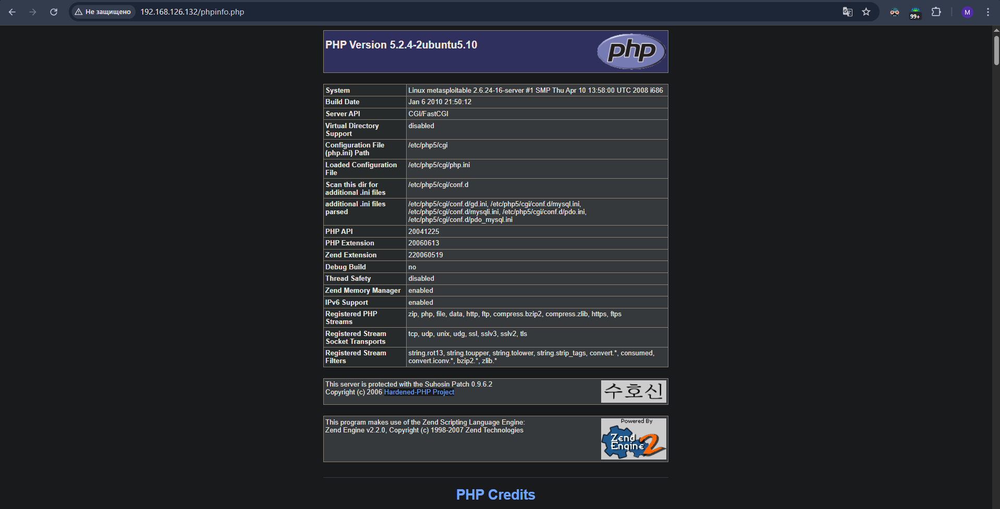 Не защищено 192.168.126.132/phpinfo.php
99+
M
PHP Version 5.2.4-2ubuntu5.10
php
System Linux metasploitable 2.6.24-16-server #1 SMP Thu Apr 10 13:58:00 UTC 2008 i686
Build Date Jan 6 2010 21:50:12
Server API CGI/FastCGI
Virtual Directory disabled
Support
Configuration File /etc/php5/cgi
(php.ini) Path
Loaded Configuration /etc/php5/cgi/php.ini
File
Scan this dir for /etc/php5/cgi/conf.d
additional .ini files
additional .ini files /etc/php5/cgi/conf.d/gd.ini, /etc/php5/cgi/conf.d/mysql.ini,
parsed /etc/php5/cgi/conf.d/mysqli.ini, /etc/php5/cgi/conf.d/pdo.ini,
/etc/php5/cgi/conf.d/pdo_mysql.ini
PHP API 20041225
PHP Extension 20060613
Zend Extension 220060519
Debug Build no
Thread Safety disabled
Zend Memory Manager enabled
IPv6 Support enabled
Registered PHP zip, php, file, data, http, ftp, compress.bzip2, compress.zlib, https, ftps
Streams
Registered Stream tcp, udp, unix, udg, ssl, sslv3, sslv2, tls
Socket Transports
Registered Stream string.rot13, string.toupper, string.tolower, string.strip_tags, convert.*, consumed,
Filters convert.iconv.*, bzip2.*, zlib.*
This server is protected with the Suhosin Patch 0.9.6.2
Copyright (c) 2006 Hardened-PHP Project
수호신
This program makes use of the Zend Scripting Language Engine:
Zend Engine v2.2.0, Copyright (c) 1998-2007 Zend Technologies
Powered By
Zend
Engine 2
PHP Credits